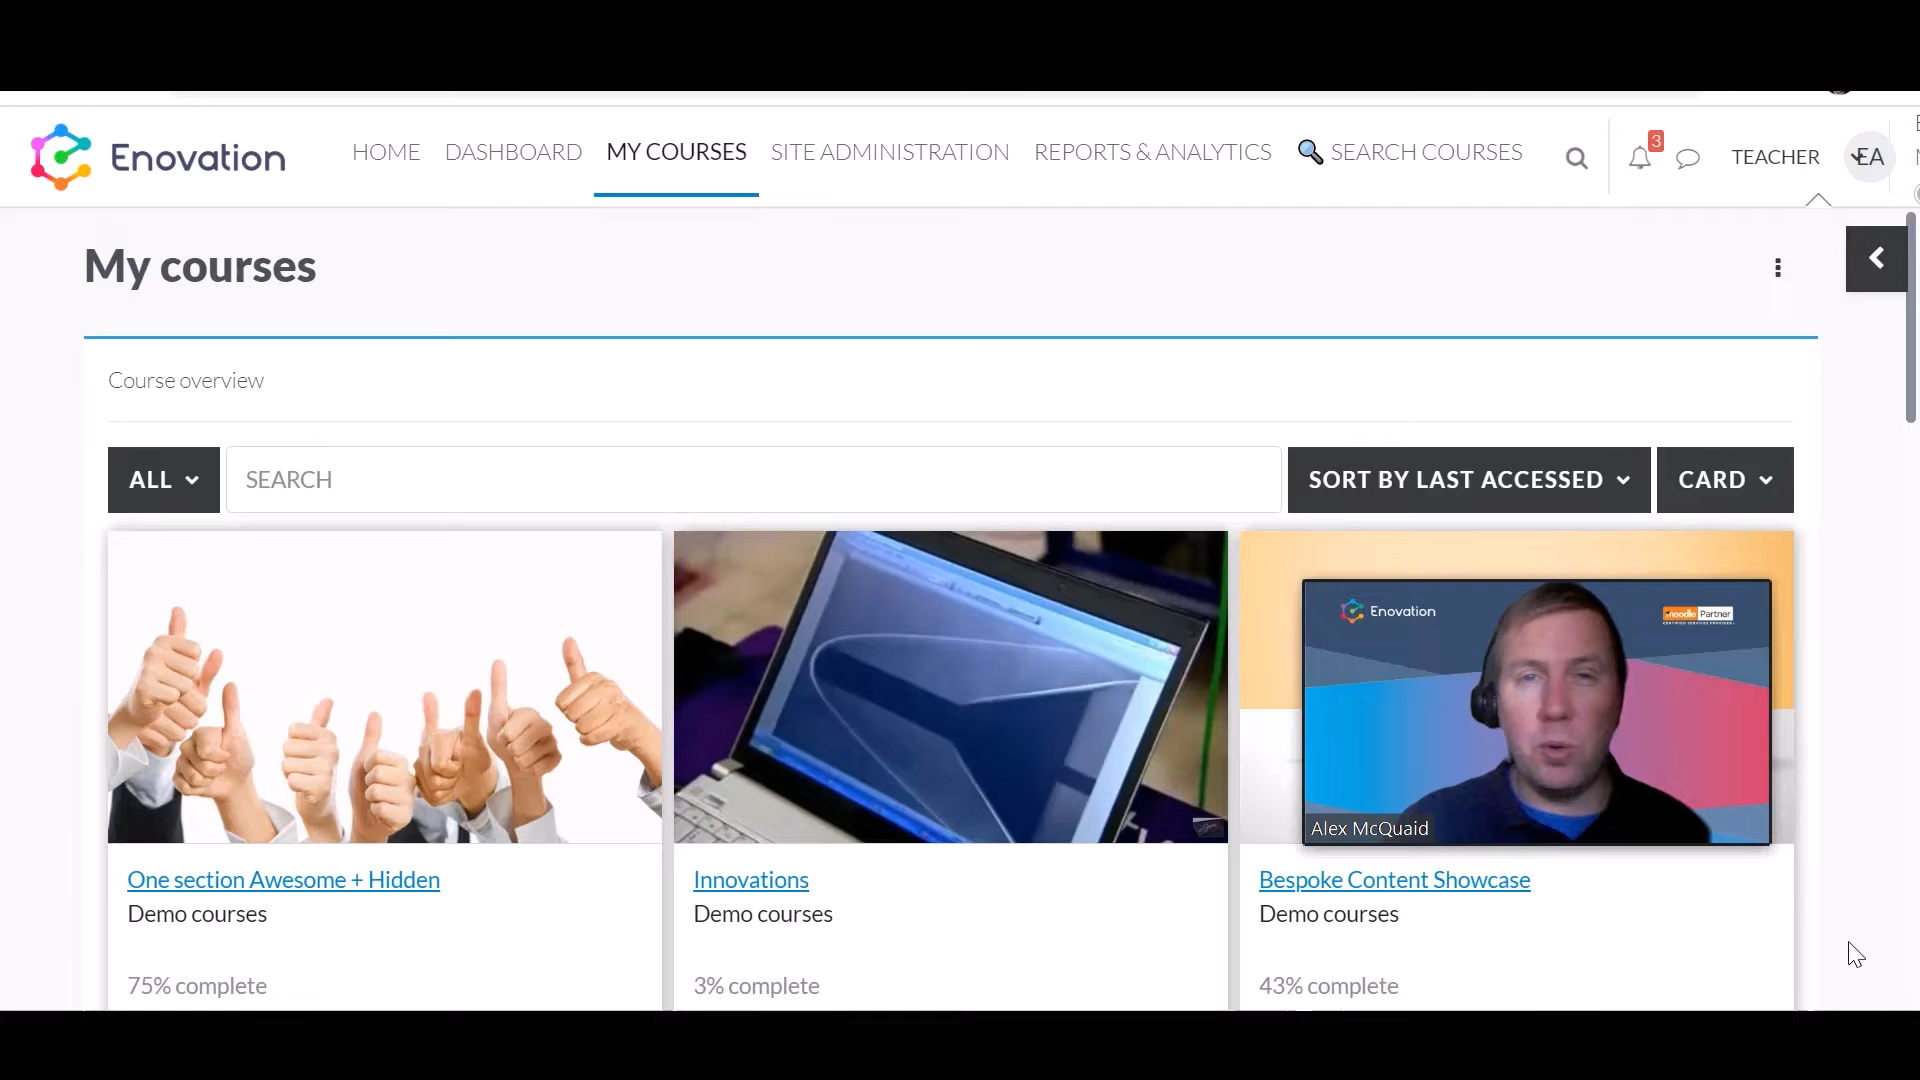 Enovation
HOME DASHBOARD MY COURSES SITE ADMINISTRATION REPORTS & ANALYTICS SEARCH COURSES
3
TEACHER
EA
My courses
Course overview
ALL SEARCH SORT BY LAST ACCESSED CARD
Enovation
moodle Partner
Alex McQuaid
One section Awesome + Hidden
Demo courses
75% complete
Innovations
Demo courses
3% complete
Bespoke Content Showcase
Demo courses
43% complete